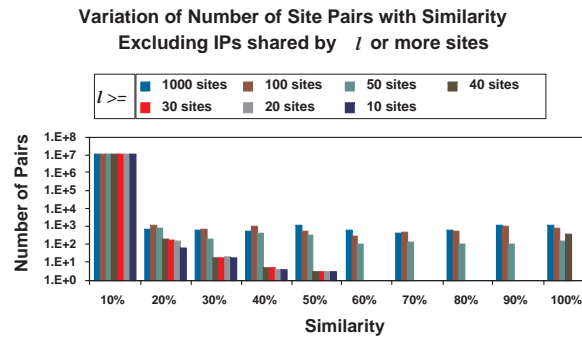 Variation of Number of Site Pairs with Similarity
Excluding IPs shared by l or more sites
l >= 1000 sites 100 sites 50 sites 40 sites
30 sites 20 sites 10 sites
Number of Pairs
1.E+8
1.E+7
1.E+6
1.E+5
1.E+4
1.E+3
1.E+2
1.E+1
1.E+0
10% 20% 30% 40% 50% 60% 70% 80% 90% 100%
Similarity